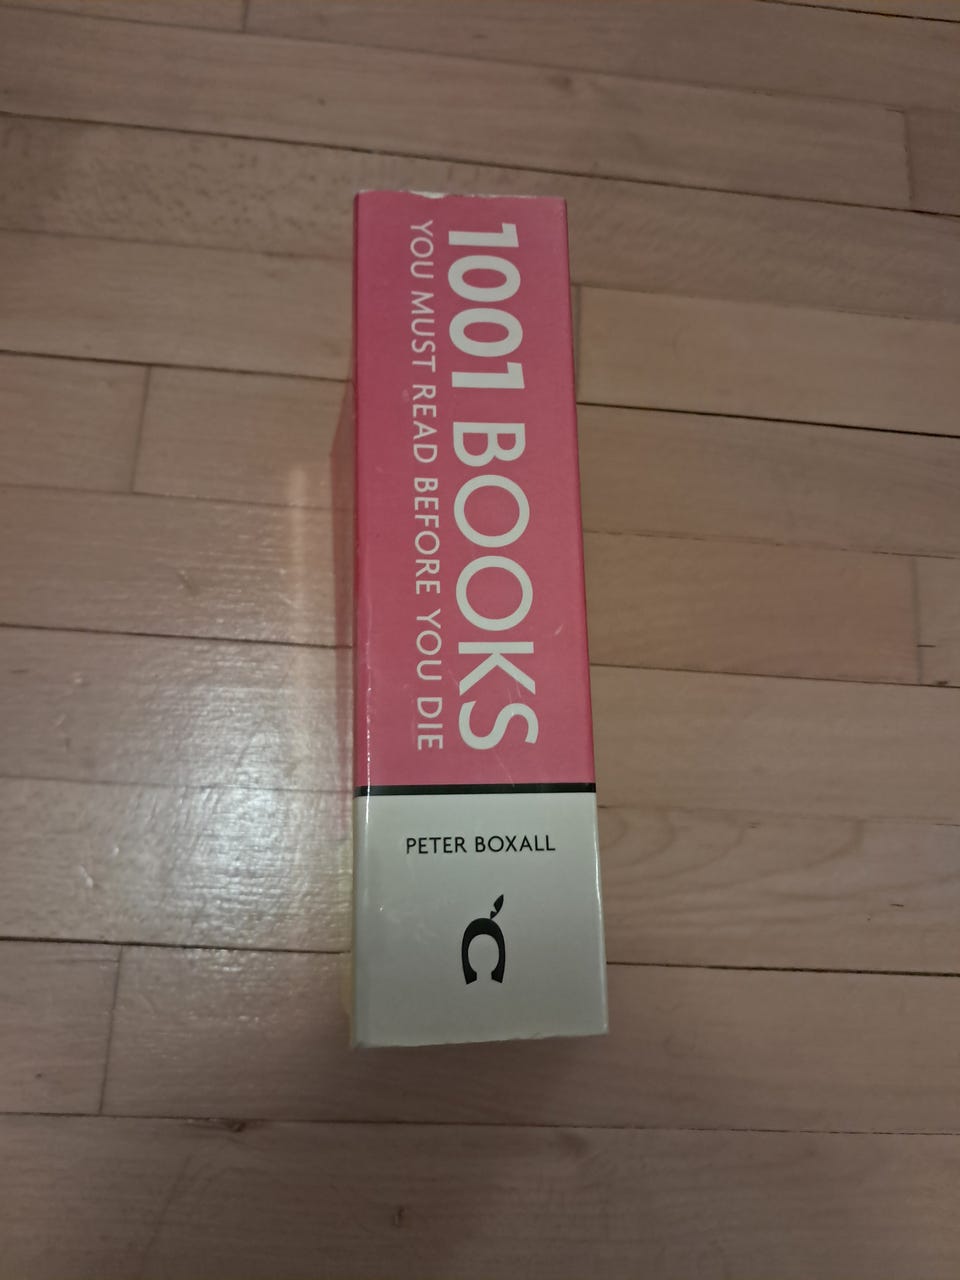 1001 BOOKS
YOU MUST READ BEFORE YOU DIE
PETER BOXALL
C